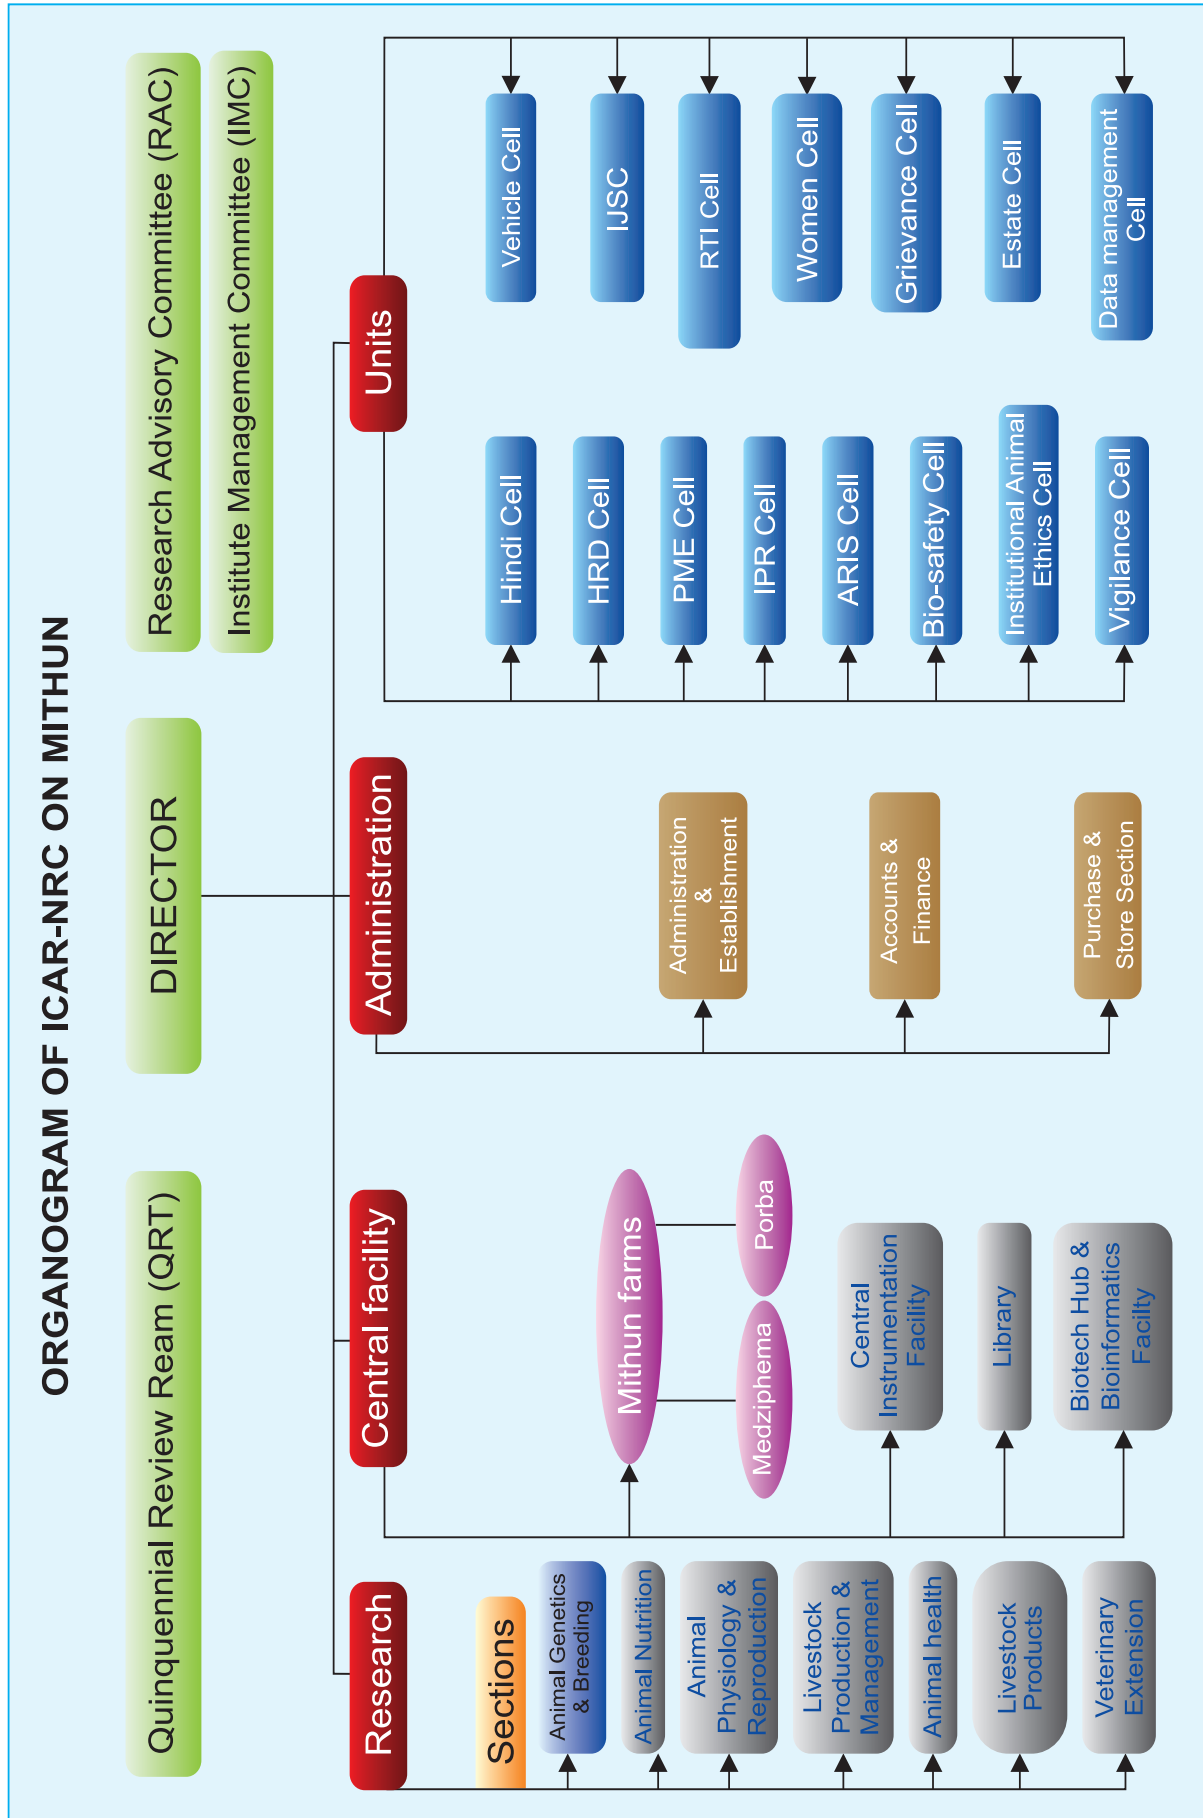 ORGANOGRAM OF ICAR-NRC ON MITHUN
Quinquennial Review Ream (QRT)
DIRECTOR
Research Advisory Committee (RAC)
Institute Management Committee (IMC)
Research
Central facility
Administration
Units
Sections
Animal Genetics
& Breeding
Animal Nutrition
Animal
Physiology &
Reproduction
Livestock
Production &
Management
Animal health
Livestock
Products
Veterinary
Extension
Mithun farms
Medziphema
Porba
Central
Instrumentation
Facility
Library
Biotech Hub &
Bioinformatics
Facilty
Administration
&
Establishment
Accounts &
Finance
Purchase &
Store Section
Hindi Cell
HRD Cell
PME Cell
IPR Cell
ARIS Cell
Bio-safety Cell
Institutional Animal
Ethics Cell
Vigilance Cell
Vehicle Cell
IJSC
RTI Cell
Women Cell
Grievance Cell
Estate Cell
Data management
Cell